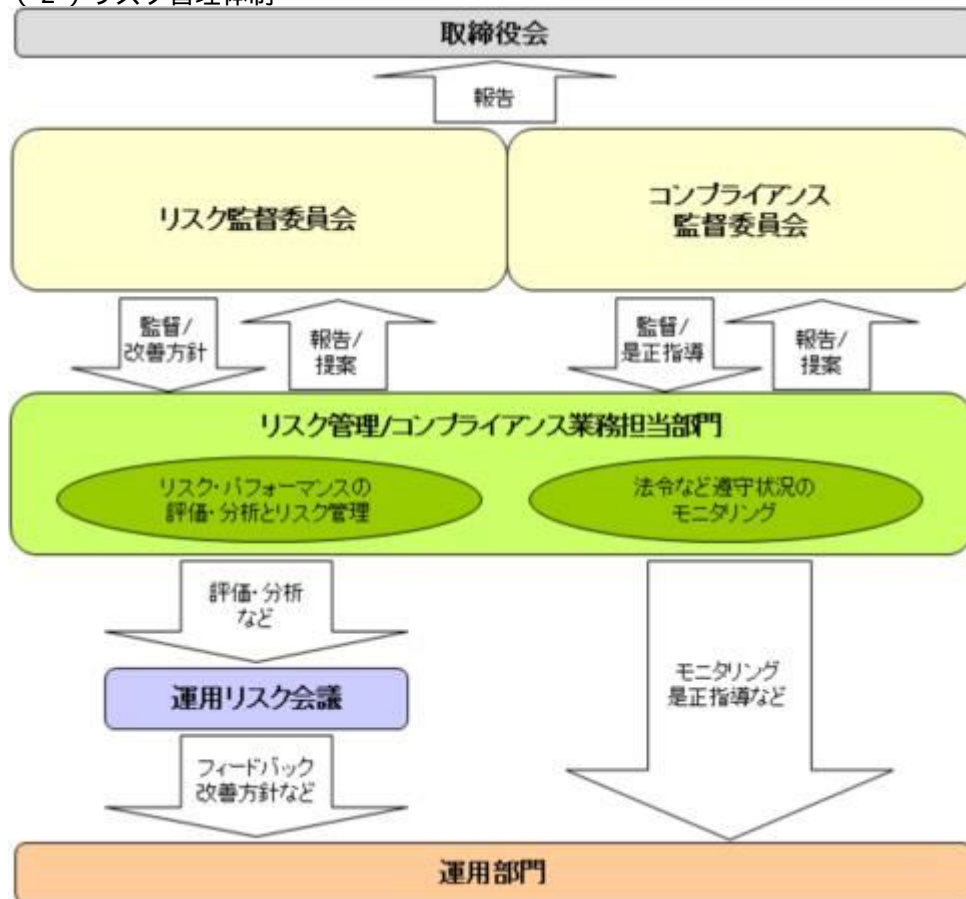 (2)リスク管理体制
取締役会
報告
リスク監督委員会
コンプライアンス
監督委員会
監督/
改善方針
報告/
提案
監督/
是正指導
報告/
提案
リスク管理/コンプライアンス業務担当部門
リスク・パフォーマンスの
評価・分析とリスク管理
法令など遵守状況の
モニタリング
評価・分析
など
運用リスク会議
モニタリング
是正指導など
フィードバック
改善方針など
運用部門